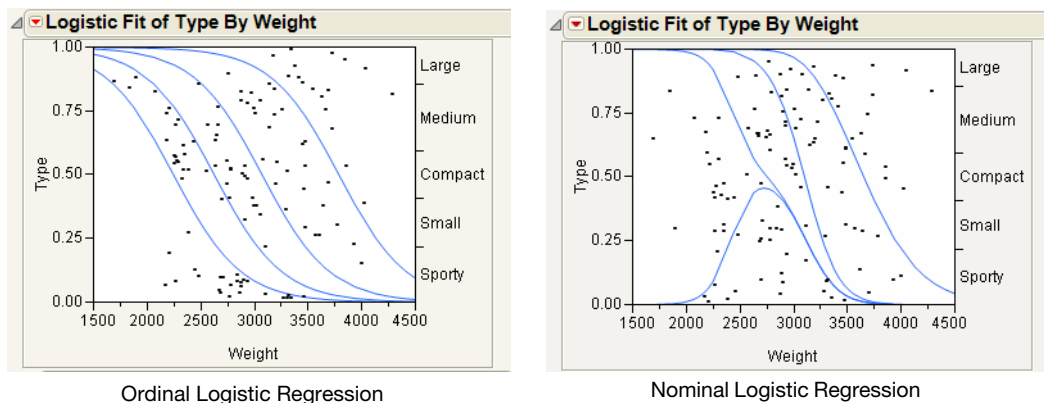 Logistic Fit of Type By Weight
1.00
0.75
0.50
0.25
0.00
Type
Large
Medium
Compact
Small
Sporty
1500 2000 2500 3000 3500 4000 4500
Weight
Ordinal Logistic Regression
Logistic Fit of Type By Weight
1.00
0.75
0.50
0.25
0.00
Type
Large
Medium
Compact
Small
Sporty
1500 2000 2500 3000 3500 4000 4500
Weight
Nominal Logistic Regression